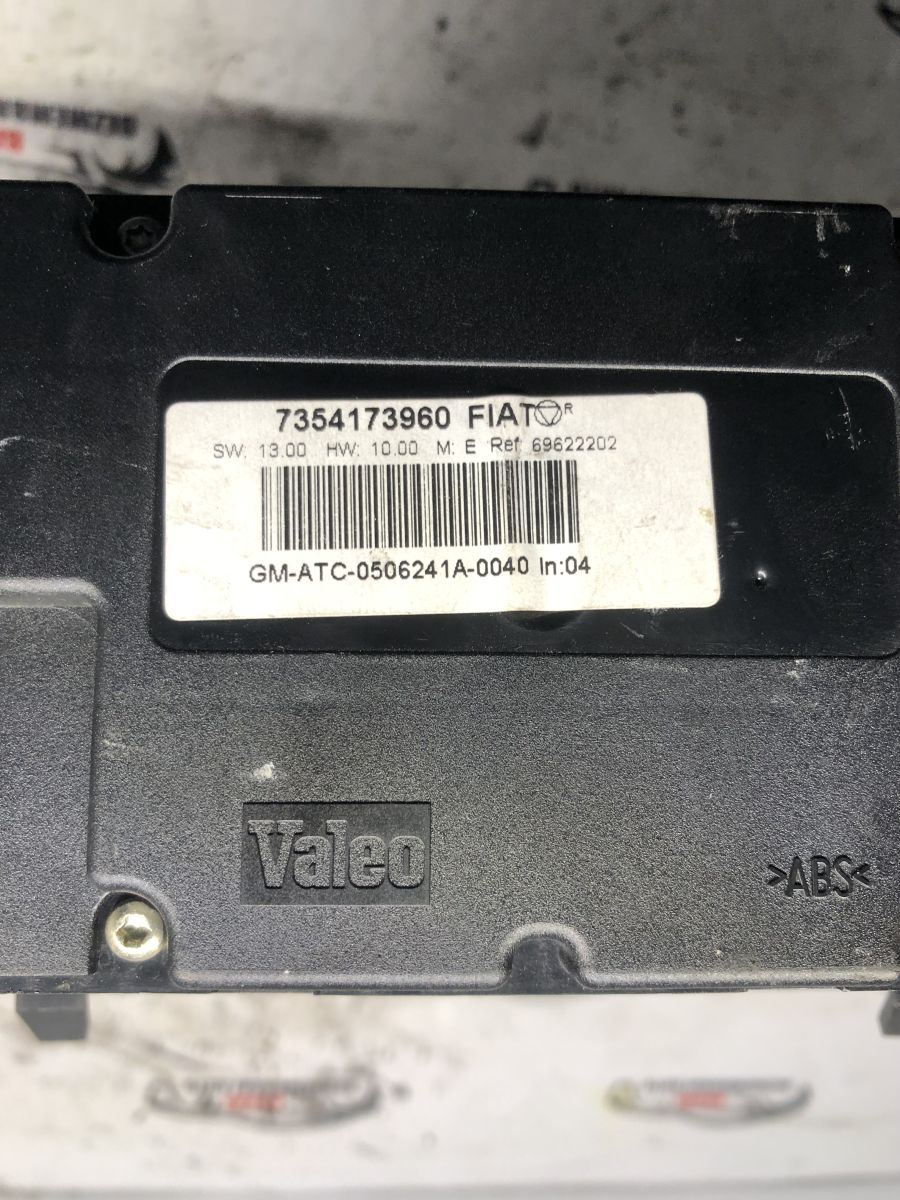 7354173960 FIAT R
SW: 13.00 HW: 10.00 M: E Ref: 69622202
GM-ATC-0506241A-0040 In:04
Valeo
>ABS<